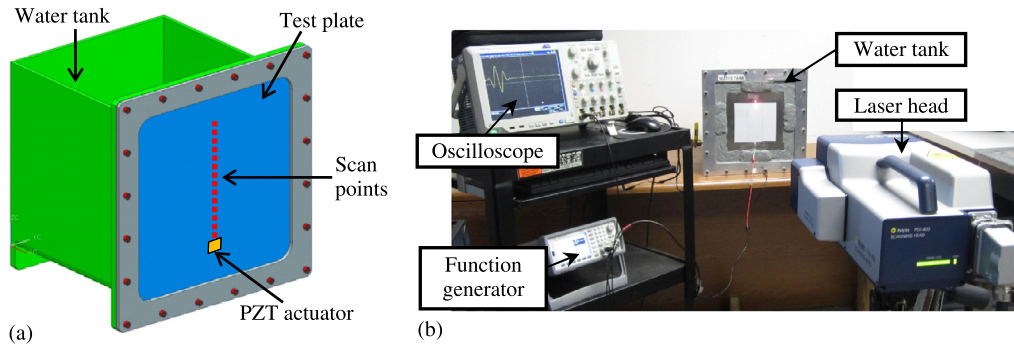 Water tank
Test plate
Scan
points
PZT actuator
(a)
Water tank
Laser head
Oscilloscope
Function
generator
(b)